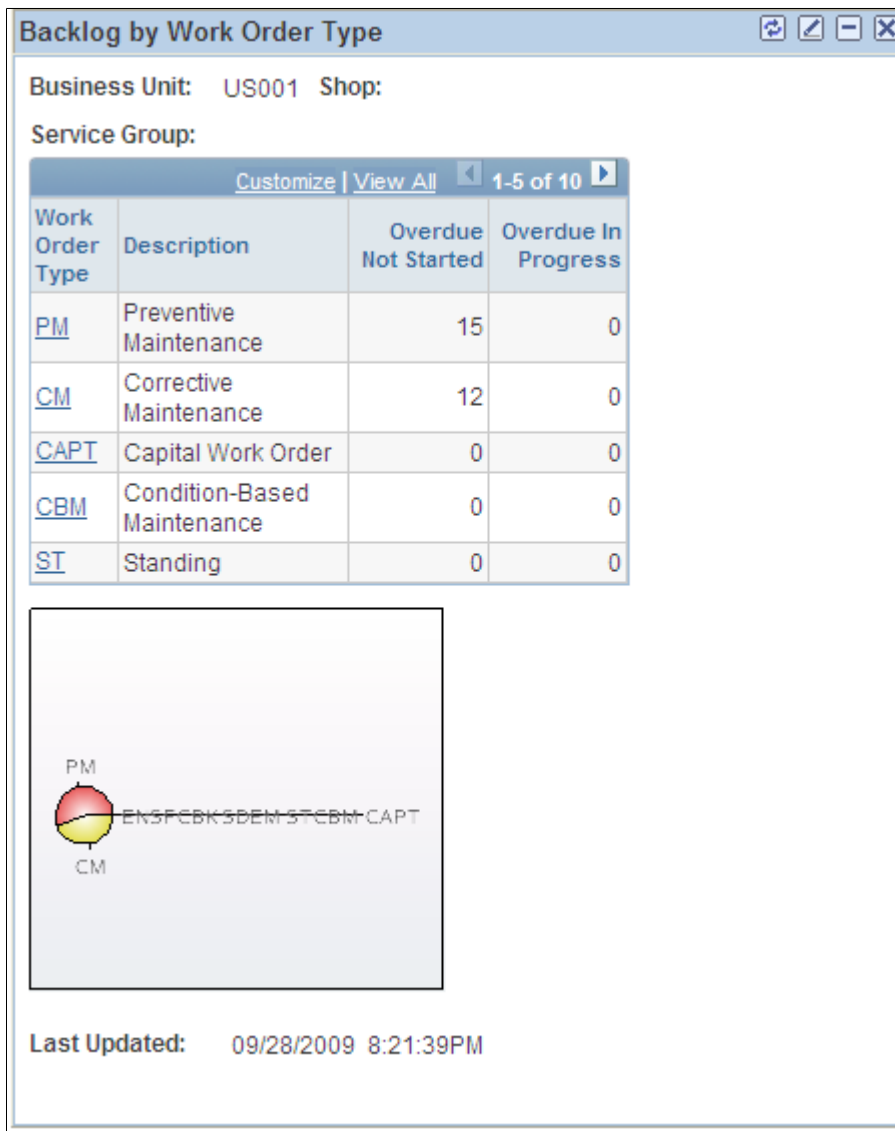 Backlog by Work Order Type
Business Unit: US001 Shop:
Service Group:
Customize | View All 1-5 of 10
Work Order Type Description Overdue Not Started Overdue In Progress
PM Preventive Maintenance 15 0
CM Corrective Maintenance 12 0
CAPT Capital Work Order 0 0
CBM Condition-Based Maintenance 0 0
ST Standing 0 0
PM
CAPT
CM
Last Updated: 09/28/2009 8:21:39PM